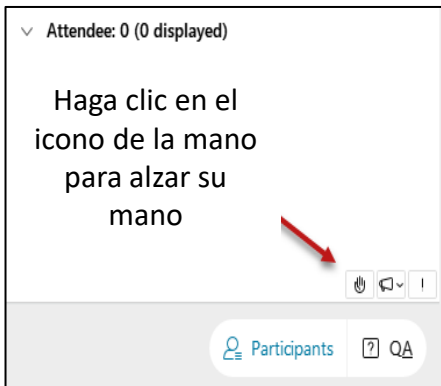 Attendee: 0 (0 displayed)
Haga clic en el
icono de la mano
para alzar su
mano
Participants
QA